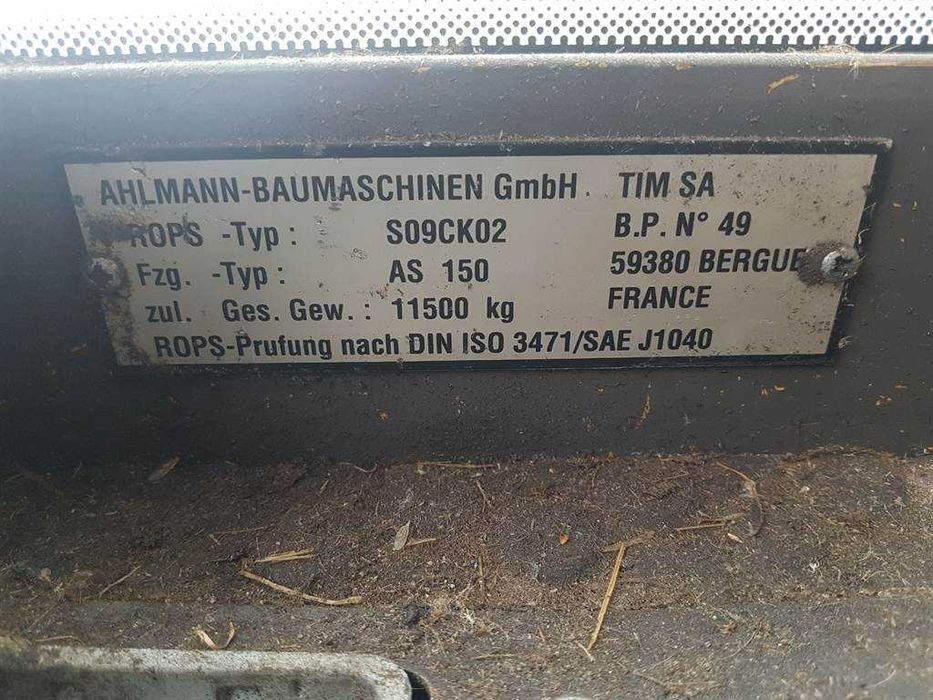 AHLMANN-BAUMASCHINEN GmbH. TIM SA
ROPS -Typ : S09CK02 B.P. N° 49
Fzg. -Typ : AS 150 59380 BERGUE
zul. Ges. Gew. : 11500 kg FRANCE
ROPS-Prufung nach DIN ISO 3471/SAE J1040